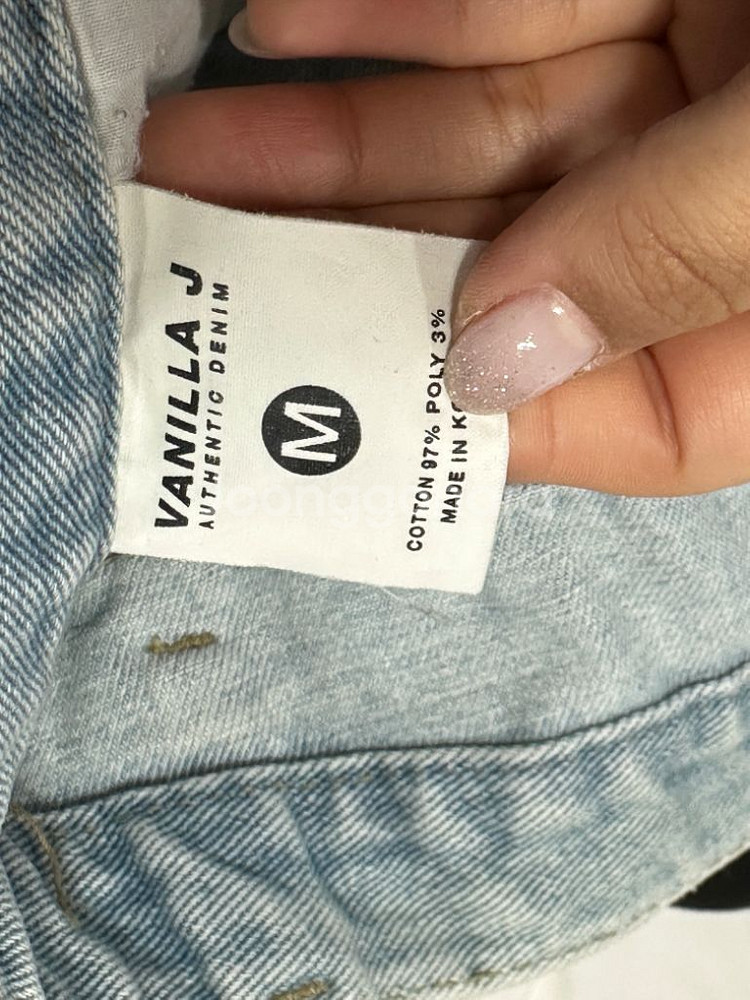 VANILLA J
AUTHENTIC DENIM
M
COTTON 97% POLY 3%
MADE IN